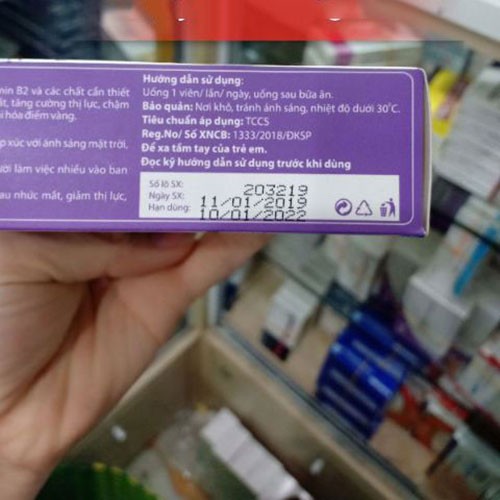 min B2 và các chất cần thiết
ắt, tăng cường thị lực, chậm
i hóa điểm vàng.
p xúc với ánh sáng mặt trời,
ười làm việc nhiều vào ban
au nhức mắt, giảm thị lực,
Hướng dẫn sử dụng:
Uống 1 viên/ lần/ ngày, uống sau bữa ăn.
Bảo quản: Nơi khô, tránh ánh sáng, nhiệt độ dưới 30°C.
Tiêu chuẩn áp dụng: TCCS
Reg.No/ Số XNCB: 1333/2018/ĐKSP
Để xa tầm tay của trẻ em.
Đọc kỹ hướng dẫn sử dụng trước khi dùng
Số lô SX: 203219
Ngày SX: 11/01/2019
Hạn dùng: 10/01/2022